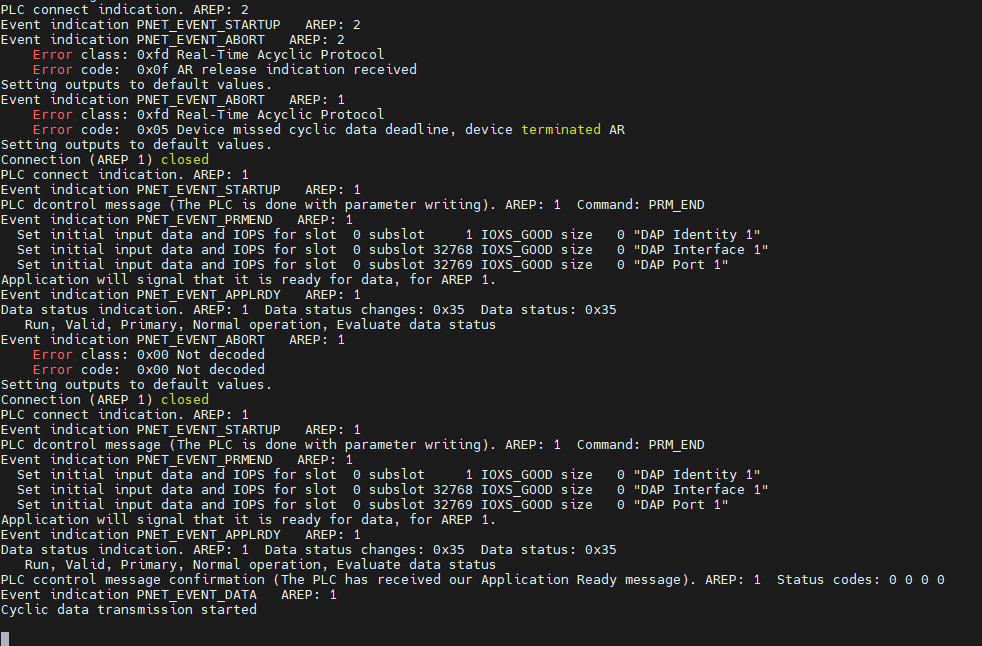 PLC connect indication. AREP: 2
Event indication PNET_EVENT_STARTUP   AREP: 2
Event indication PNET_EVENT_ABORT   AREP: 2
    Error class: 0xfd Real-Time Acyclic Protocol
    Error code:  0x0f AR release indication received
Setting outputs to default values.
Event indication PNET_EVENT_ABORT   AREP: 1
    Error class: 0xfd Real-Time Acyclic Protocol
    Error code:  0x05 Device missed cyclic data deadline, device terminated AR
Setting outputs to default values.
Connection (AREP 1) closed
PLC connect indication. AREP: 1
Event indication PNET_EVENT_STARTUP   AREP: 1
PLC dcontrol message (The PLC is done with parameter writing). AREP: 1  Command: PRM_END
Event indication PNET_EVENT_PRMEND   AREP: 1
  Set initial input data and IOPS for slot  0 subslot     1 IOXS_GOOD size   0 "DAP Identity 1"
  Set initial input data and IOPS for slot  0 subslot 32768 IOXS_GOOD size   0 "DAP Interface 1"
  Set initial input data and IOPS for slot  0 subslot 32769 IOXS_GOOD size   0 "DAP Port 1"
Application will signal that it is ready for data, for AREP 1.
Event indication PNET_EVENT_APPLRDY   AREP: 1
Data status indication. AREP: 1  Data status changes: 0x35  Data status: 0x35
   Run, Valid, Primary, Normal operation, Evaluate data status
Event indication PNET_EVENT_ABORT   AREP: 1
    Error class: 0x00 Not decoded
    Error code:  0x00 Not decoded
Setting outputs to default values.
Connection (AREP 1) closed
PLC connect indication. AREP: 1
Event indication PNET_EVENT_STARTUP   AREP: 1
PLC dcontrol message (The PLC is done with parameter writing). AREP: 1  Command: PRM_END
Event indication PNET_EVENT_PRMEND   AREP: 1
  Set initial input data and IOPS for slot  0 subslot     1 IOXS_GOOD size   0 "DAP Identity 1"
  Set initial input data and IOPS for slot  0 subslot 32768 IOXS_GOOD size   0 "DAP Interface 1"
  Set initial input data and IOPS for slot  0 subslot 32769 IOXS_GOOD size   0 "DAP Port 1"
Application will signal that it is ready for data, for AREP 1.
Event indication PNET_EVENT_APPLRDY   AREP: 1
Data status indication. AREP: 1  Data status changes: 0x35  Data status: 0x35
   Run, Valid, Primary, Normal operation, Evaluate data status
PLC ccontrol message confirmation (The PLC has received our Application Ready message). AREP: 1  Status codes: 0 0 0 0
Event indication PNET_EVENT_DATA   AREP: 1
Cyclic data transmission started